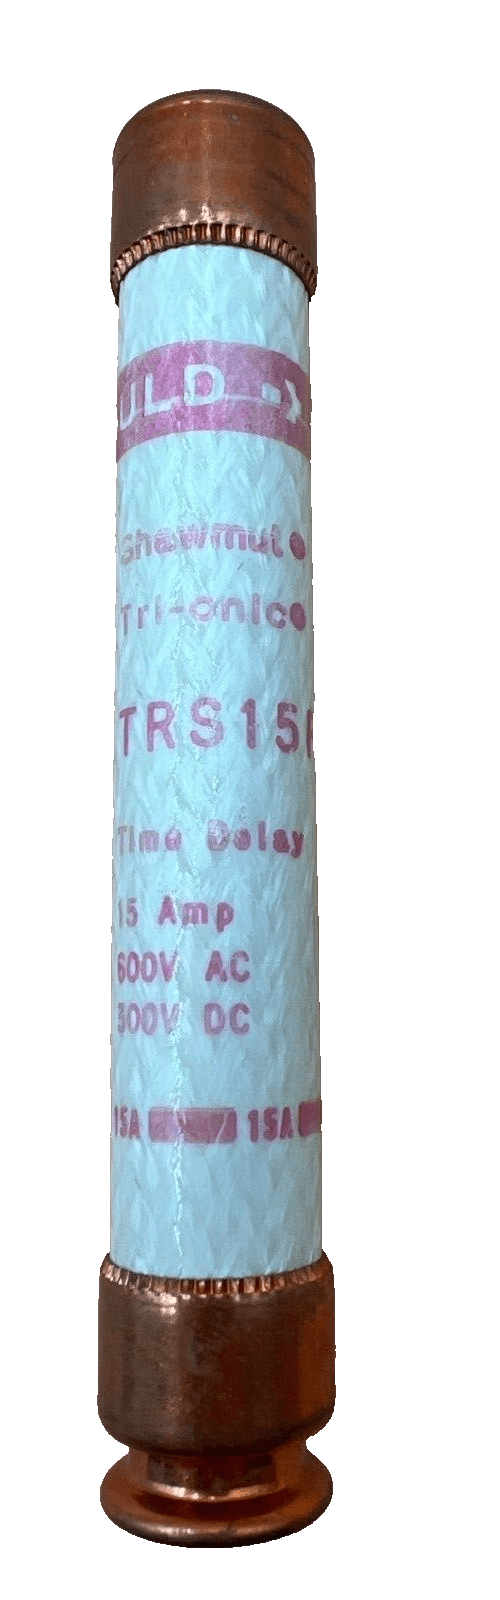 ULD
Shawmut®
Tri-onic®
TRS15
Time Delay
15 Amp
600V AC
300V DC
15A 15A